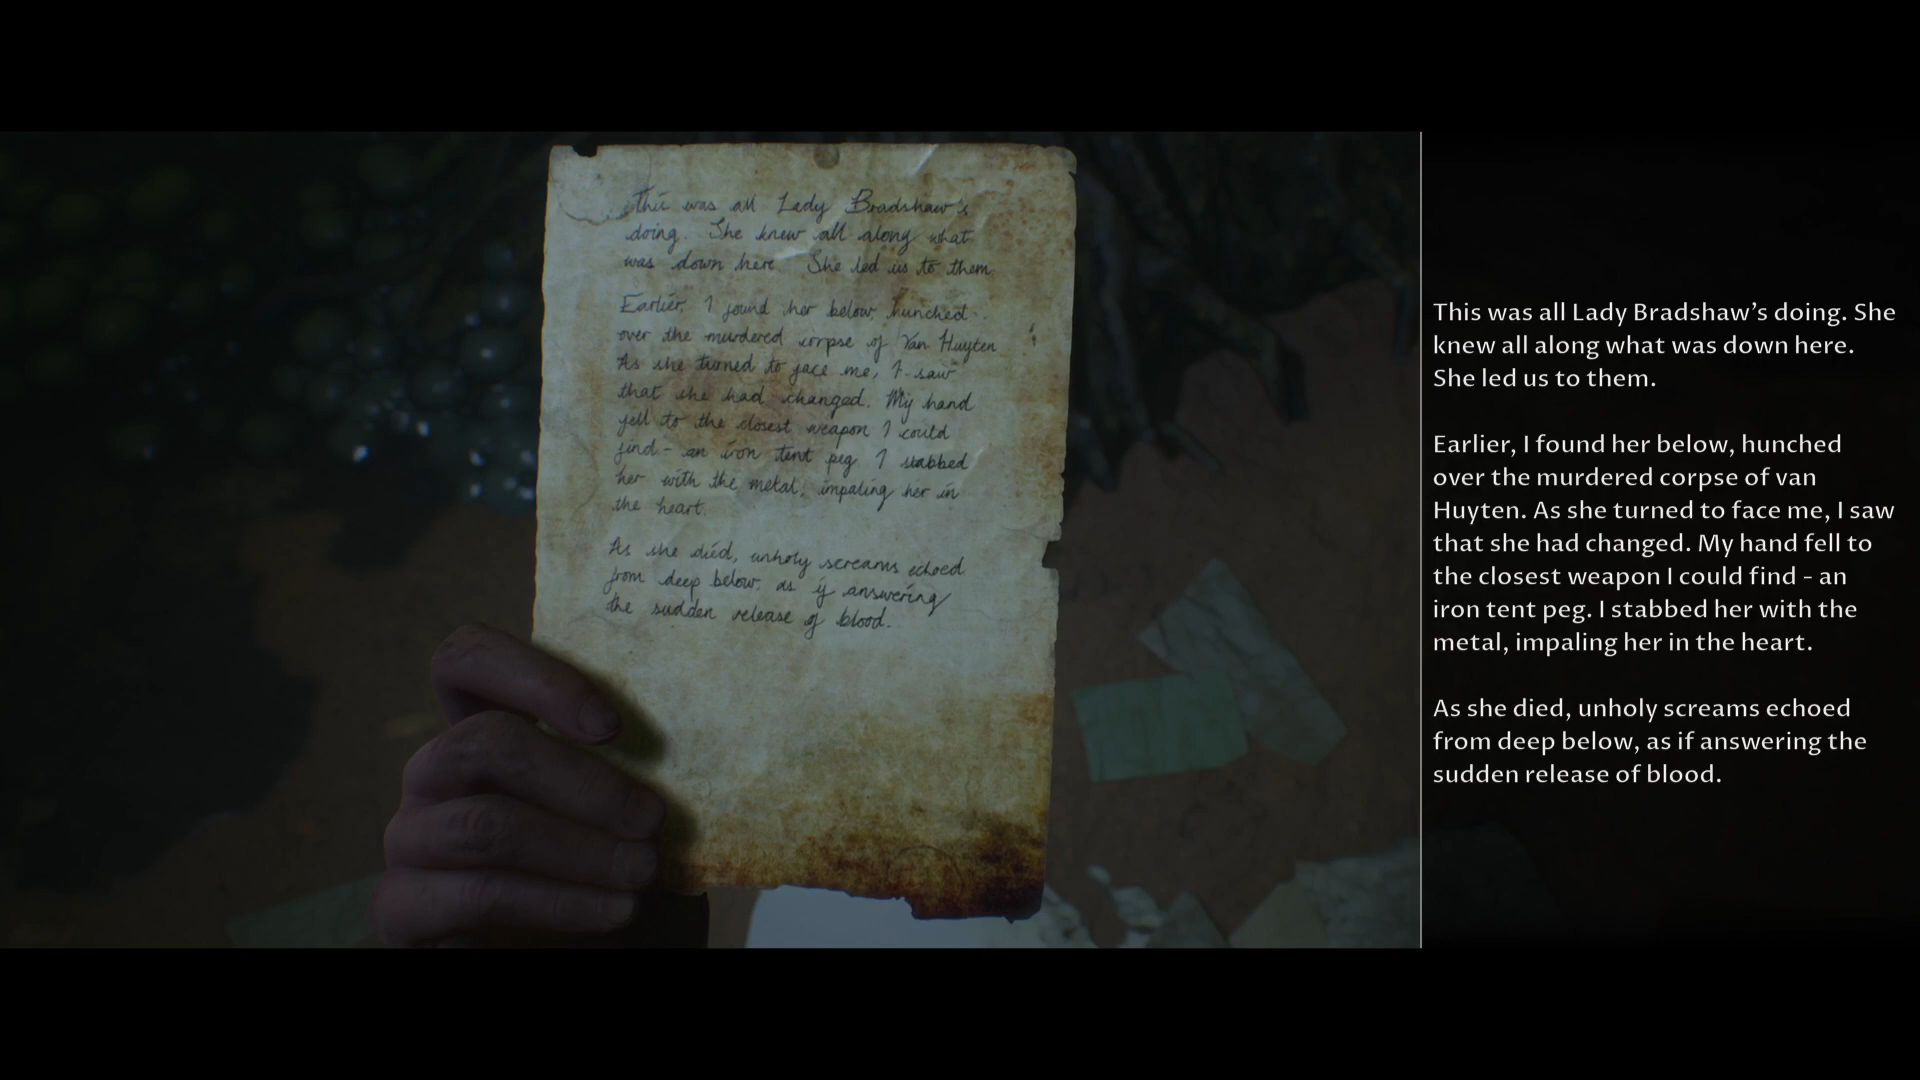 This was all Lady Bradshaw's
doing. She knew all along what
was down here. She led us to them.
Earlier, I found her below, hunched
over the murdered corpse of Van Huyten.
As she turned to face me, I saw
that she had changed. My hand
fell to the closest weapon I could
find - an iron tent peg. I stabbed
her with the metal, impaling her in
the heart.
As she died, unholy screams echoed
from deep below, as if answering
the sudden release of blood.
This was all Lady Bradshaw’s doing. She
knew all along what was down here.
She led us to them.
Earlier, I found her below, hunched
over the murdered corpse of van
Huyten. As she turned to face me, I saw
that she had changed. My hand fell to
the closest weapon I could find - an
iron tent peg. I stabbed her with the
metal, impaling her in the heart.
As she died, unholy screams echoed
from deep below, as if answering the
sudden release of blood.